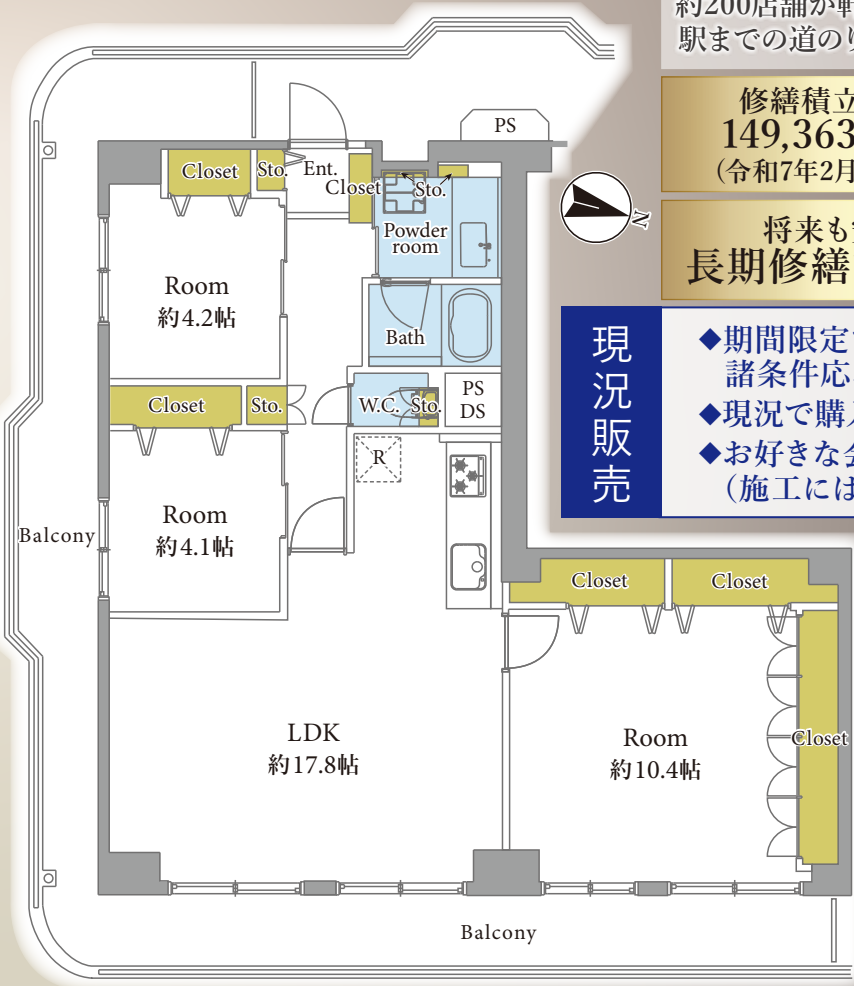 約200店舗が
駅までの道の
修繕積立
149,363
(令和7年2月
将来も
長期修繕
現況販売
◆期間限定
諸条件応
◆現況で購
◆お好きな
(施工には
PS
N
Closet
Sto.
Ent.
Closet
Sto.
Powder
room
Room
約4.2帖
Bath
Closet
Sto.
W.C.
Sto.
PS
DS
R
Room
約4.1帖
Balcony
Closet
Closet
LDK
約17.8帖
Room
約10.4帖
Closet
Balcony